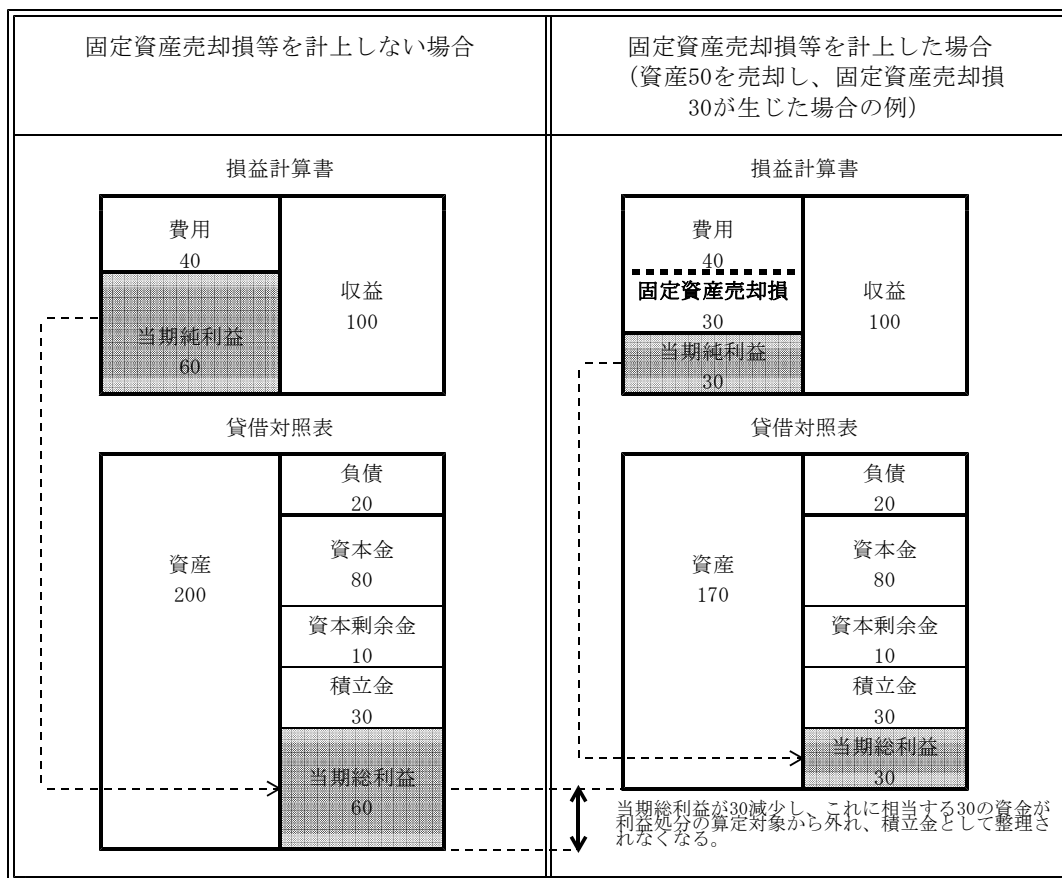 固定資産売却損等を計上しない場合
固定資産売却損等を計上した場合
（資産50を売却し、固定資産売却損
30が生じた場合の例）
損益計算書
費用
40
当期純利益
60
収益
100
貸借対照表
資産
200
負債
20
資本金
80
資本剰余金
10
積立金
30
当期総利益
60
損益計算書
費用
40
固定資産売却損
30
当期純利益
30
収益
100
貸借対照表
資産
170
負債
20
資本金
80
資本剰余金
10
積立金
30
当期総利益
30
当期総利益が30減少し、これに相当する30の資金が
利益処分の算定対象から外れ、積立金として整理さ
れなくなる。